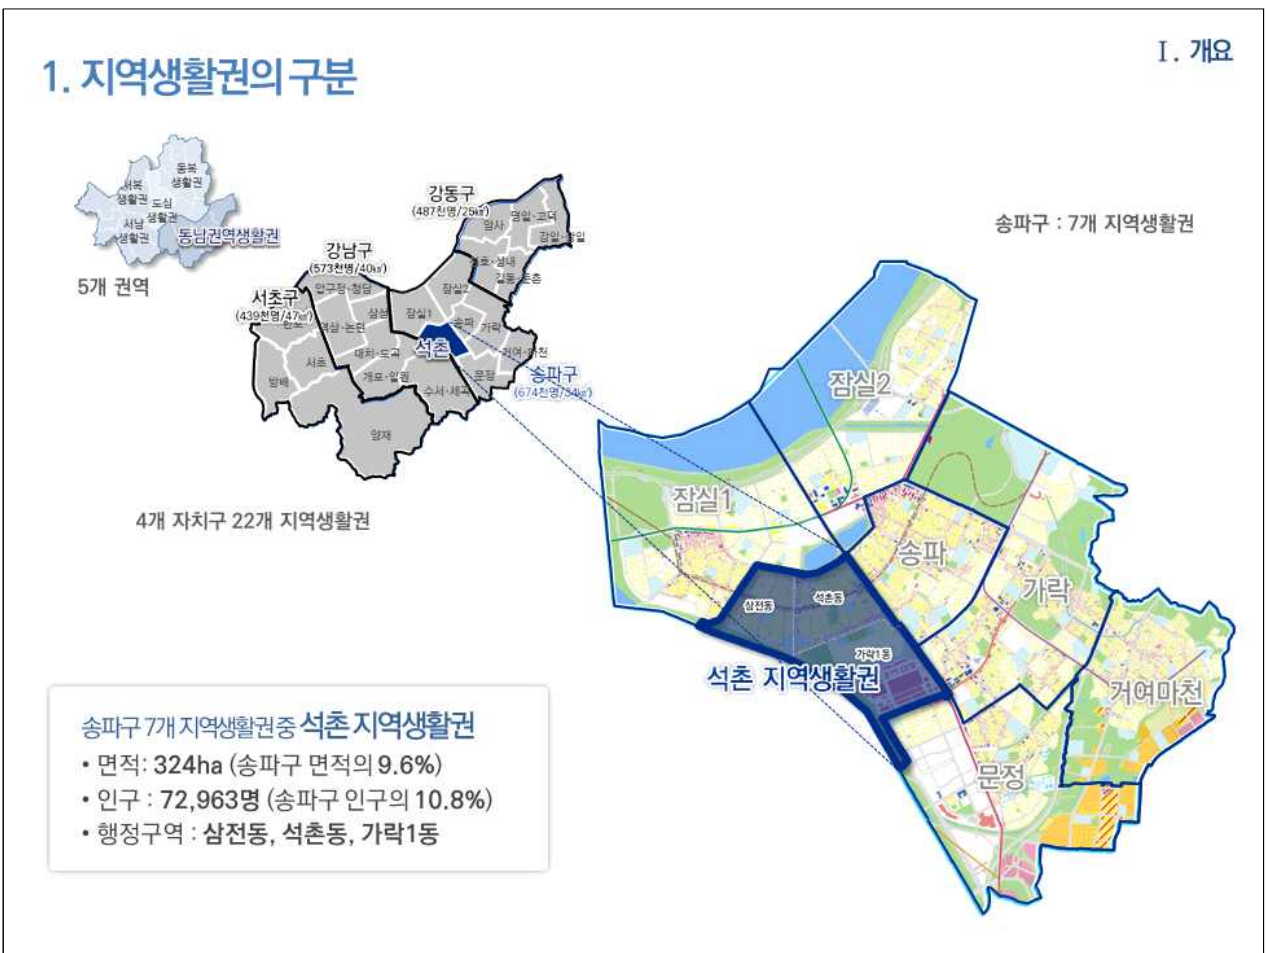 Ⅰ. 개요
1. 지역생활권의 구분
동북
생활권
서북
생활권
도심
생활권
서남
생활권
동남권역생활권
5개 권역
강동구
(487천명/25㎢)
암사
명일·고덕
길동·둔촌
강남구
(573천명/40㎢)
압구정·청담
삼성
역삼·논현
대치·도곡
개포·일원
수서·세곡
서초구
(439천명/47㎢)
반포
서초
방배
양재
잠실2
잠실1
송파
가락
석촌
거여·마천
문정
송파구
(674천명/34㎢)
4개 자치구 22개 지역생활권
송파구 : 7개 지역생활권
잠실2
잠실1
송파
가락
삼전동
석촌동
가락1동
석촌 지역생활권
거여마천
문정
송파구 7개 지역생활권 중 석촌 지역생활권
• 면적: 324ha (송파구 면적의 9.6%)
• 인구 : 72,963명 (송파구 인구의 10.8%)
• 행정구역 : 삼전동, 석촌동, 가락1동